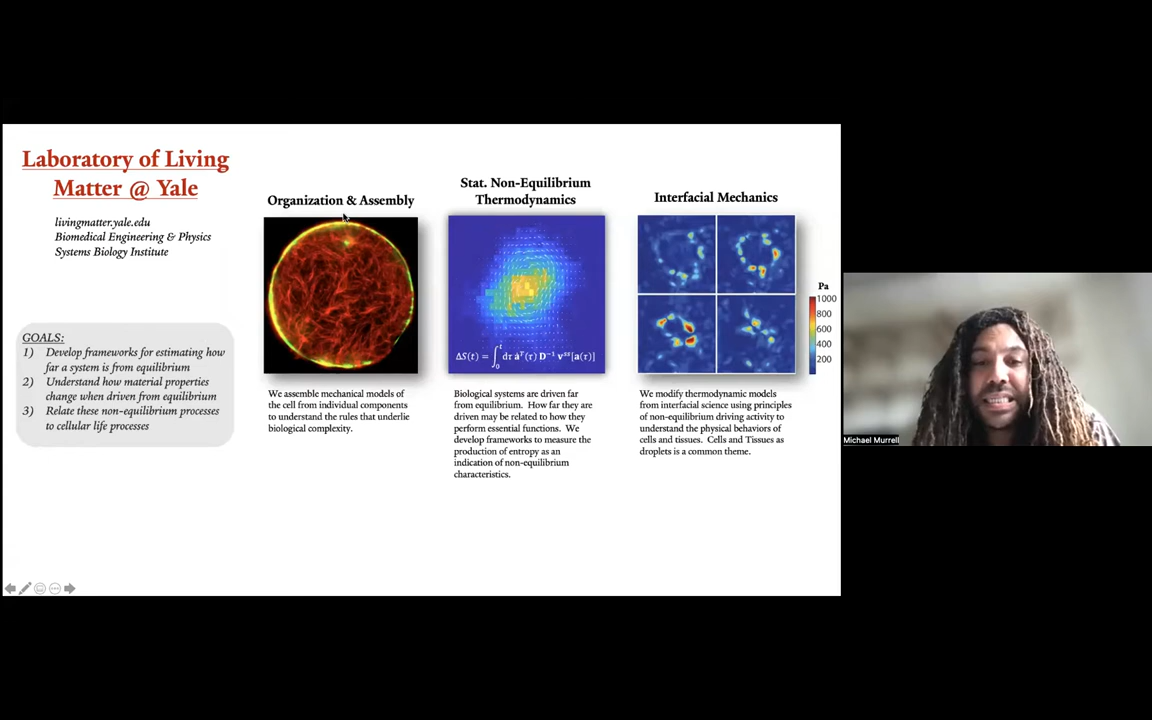 Laboratory of Living
Matter @ Yale
livingmatter.yale.edu
Biomedical Engineering & Physics
Systems Biology Institute
GOALS:
1) Develop frameworks for estimating how
far a system is from equilibrium
2) Understand how material properties
change when driven from equilibrium
3) Relate these non-equilibrium processes
to cellular life processes
Organization & Assembly
We assemble mechanical models of
the cell from individual components
to understand the rules that underlie
biological complexity.
Stat. Non-Equilibrium
Thermodynamics
ΔS(t) = ∫₀ᵗ dτ ȧᵀ(τ) D⁻¹ vˢˢ[a(τ)]
Biological systems are driven far
from equilibrium. How far they are
driven may be related to how they
perform essential functions. We
develop frameworks to measure the
production of entropy as an
indication of non-equilibrium
characteristics.
Interfacial Mechanics
Pa
1000
800
600
400
200
We modify thermodynamic models
from interfacial science using principles
of non-equilibrium driving activity to
understand the physical behaviors of
cells and tissues. Cells and Tissues as
droplets is a common theme.
Michael Murrell